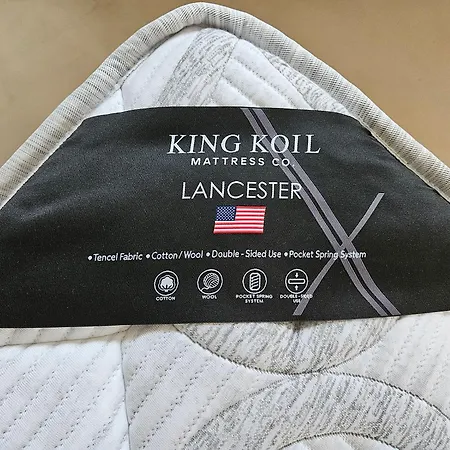 KING KOIL
MATTRESS CO.
LANCESTER
•Tencel Fabric •Cotton/Wool •Double-Sided Use •Pocket Spring System
COTTON WOOL POCKET SPRING SYSTEM DOUBLE-SIDED USE